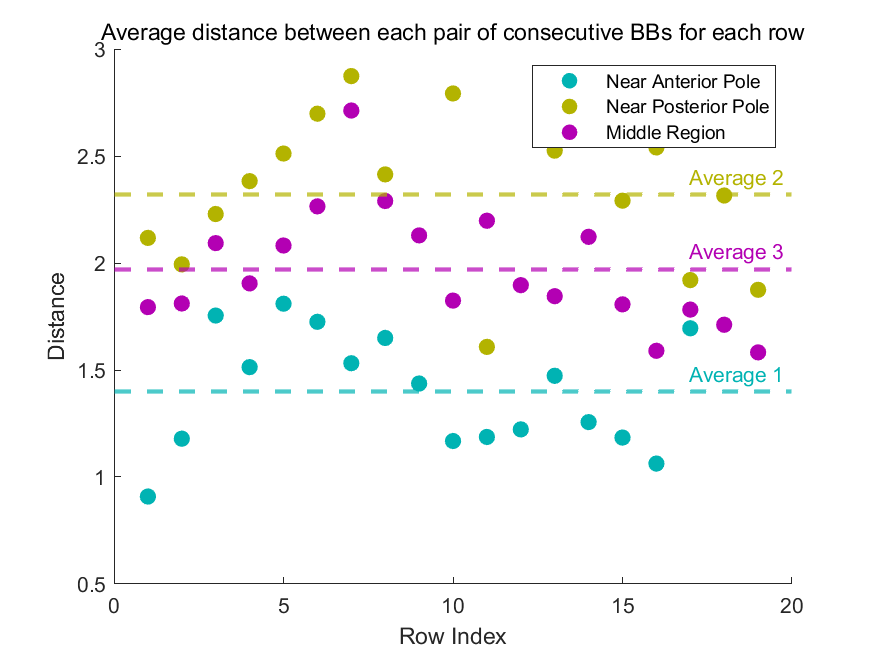 Average distance between each pair of consecutive BBs for each row
3
2.5
2
1.5
1
0.5
0
5
10
15
20
Distance
Row Index
Near Anterior Pole
Near Posterior Pole
Middle Region
Average 2
Average 3
Average 1